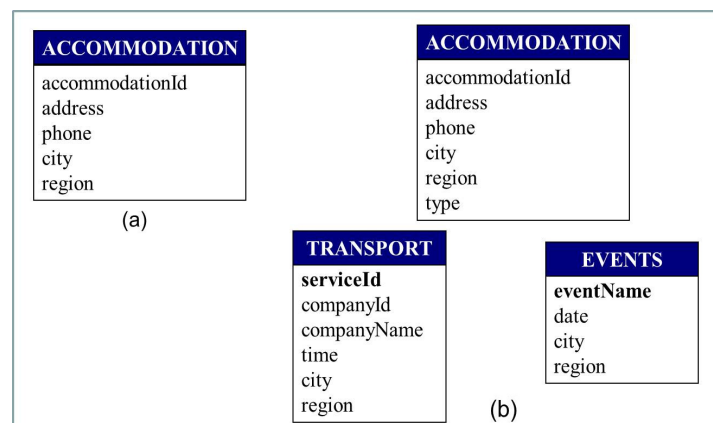 ACCOMMODATION
accommodationId
address
phone
city
region
(a)
ACCOMMODATION
accommodationId
address
phone
city
region
type
TRANSPORT
serviceId
companyId
companyName
time
city
region
EVENTS
eventName
date
city
region
(b)